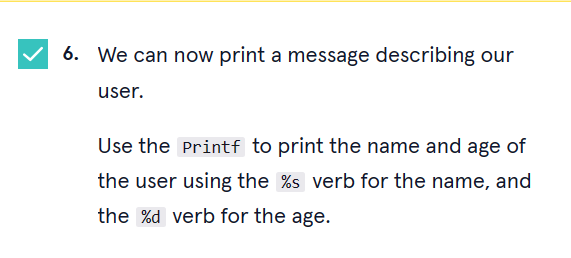 6. We can now print a message describing our
user.
Use the Printf to print the name and age of
the user using the %s verb for the name, and
the %d verb for the age.